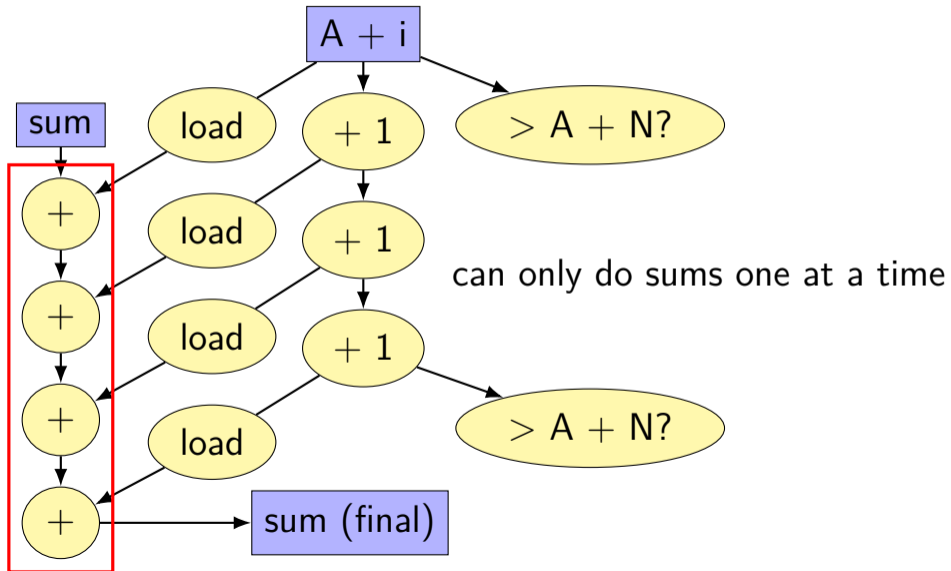 A + i
sum
load
+ 1
> A + N?
+
load
+ 1
can only do sums one at a time
+
load
+ 1
+
load
> A + N?
+
sum (final)